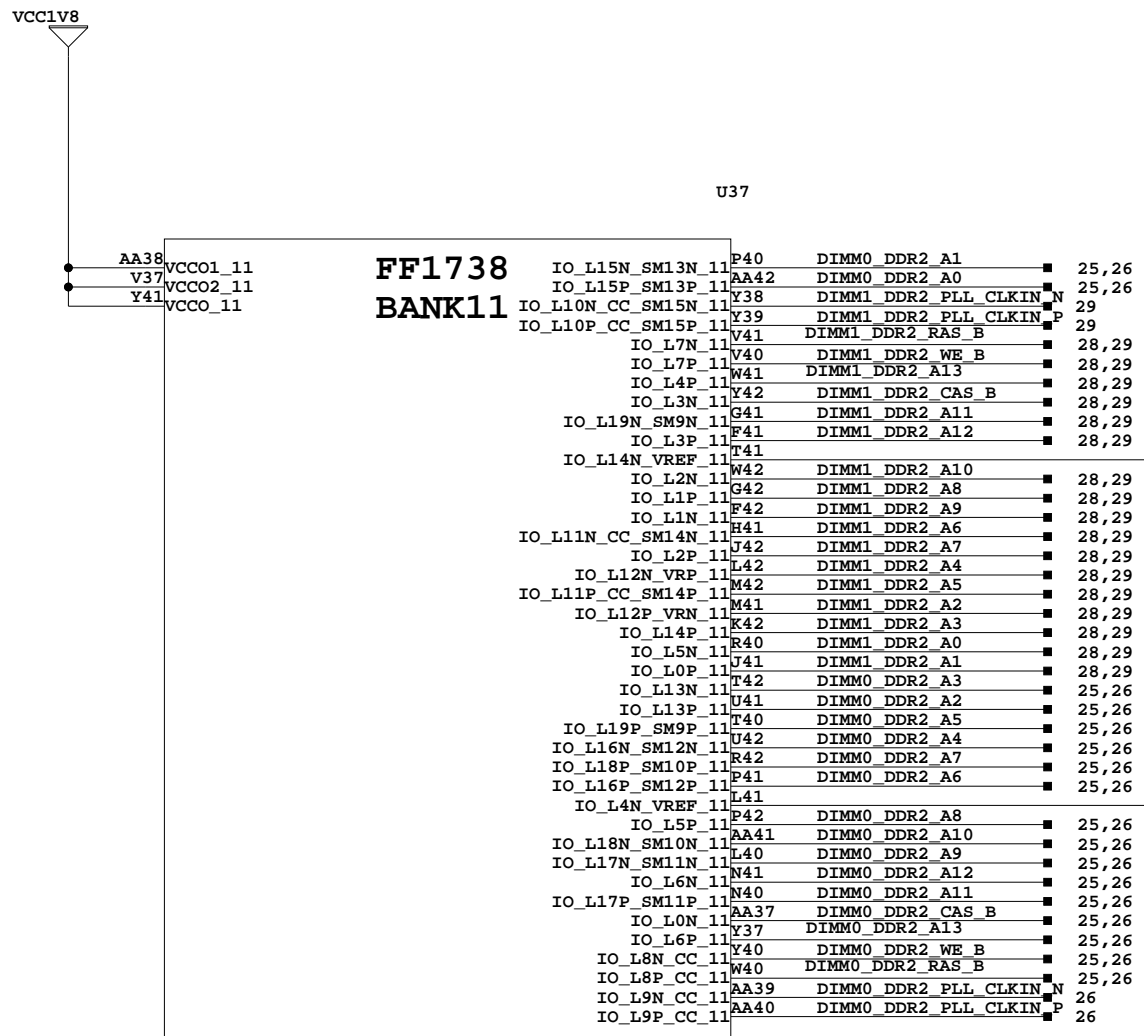 VCC1V8
U37
FF1738
BANK11
AA38 VCCO1_11
V37 VCCO2_11
Y41 VCCO_11
IO_L15N_SM13N_11 P40 DIMM0_DDR2_A1 25,26
IO_L15P_SM13P_11 AA42 DIMM0_DDR2_A0 25,26
IO_L10N_CC_SM15N_11 Y38 DIMM1_DDR2_PLL_CLKIN_N 29
IO_L10P_CC_SM15P_11 Y39 DIMM1_DDR2_PLL_CLKIN_P 29
IO_L7N_11 V41 DIMM1_DDR2_RAS_B 28,29
IO_L7P_11 V40 DIMM1_DDR2_WE_B 28,29
IO_L4P_11 W41 DIMM1_DDR2_A13 28,29
IO_L3N_11 Y42 DIMM1_DDR2_CAS_B 28,29
IO_L19N_SM9N_11 G41 DIMM1_DDR2_A11 28,29
IO_L3P_11 F41 DIMM1_DDR2_A12 28,29
IO_L14N_VREF_11 T41
IO_L2N_11 W42 DIMM1_DDR2_A10 28,29
IO_L1P_11 G42 DIMM1_DDR2_A8 28,29
IO_L1N_11 F42 DIMM1_DDR2_A9 28,29
IO_L11N_CC_SM14N_11 H41 DIMM1_DDR2_A6 28,29
IO_L2P_11 J42 DIMM1_DDR2_A7 28,29
IO_L12N_VRP_11 L42 DIMM1_DDR2_A4 28,29
IO_L11P_CC_SM14P_11 M42 DIMM1_DDR2_A5 28,29
IO_L12P_VRN_11 M41 DIMM1_DDR2_A2 28,29
IO_L14P_11 K42 DIMM1_DDR2_A3 28,29
IO_L5N_11 R40 DIMM1_DDR2_A0 28,29
IO_L0P_11 J41 DIMM1_DDR2_A1 28,29
IO_L13N_11 T42 DIMM0_DDR2_A3 25,26
IO_L13P_11 U41 DIMM0_DDR2_A2 25,26
IO_L19P_SM9P_11 T40 DIMM0_DDR2_A5 25,26
IO_L16N_SM12N_11 U42 DIMM0_DDR2_A4 25,26
IO_L18P_SM10P_11 R42 DIMM0_DDR2_A7 25,26
IO_L16P_SM12P_11 P41 DIMM0_DDR2_A6 25,26
IO_L4N_VREF_11 L41
IO_L5P_11 P42 DIMM0_DDR2_A8 25,26
IO_L18N_SM10N_11 AA41 DIMM0_DDR2_A10 25,26
IO_L17N_SM11N_11 L40 DIMM0_DDR2_A9 25,26
IO_L6N_11 N41 DIMM0_DDR2_A12 25,26
IO_L17P_SM11P_11 N40 DIMM0_DDR2_A11 25,26
IO_L0N_11 AA37 DIMM0_DDR2_CAS_B 25,26
IO_L6P_11 Y37 DIMM0_DDR2_A13 25,26
IO_L8N_CC_11 Y40 DIMM0_DDR2_WE_B 25,26
IO_L8P_CC_11 W40 DIMM0_DDR2_RAS_B 25,26
IO_L9N_CC_11 AA39 DIMM0_DDR2_PLL_CLKIN_N 26
IO_L9P_CC_11 AA40 DIMM0_DDR2_PLL_CLKIN_P 26